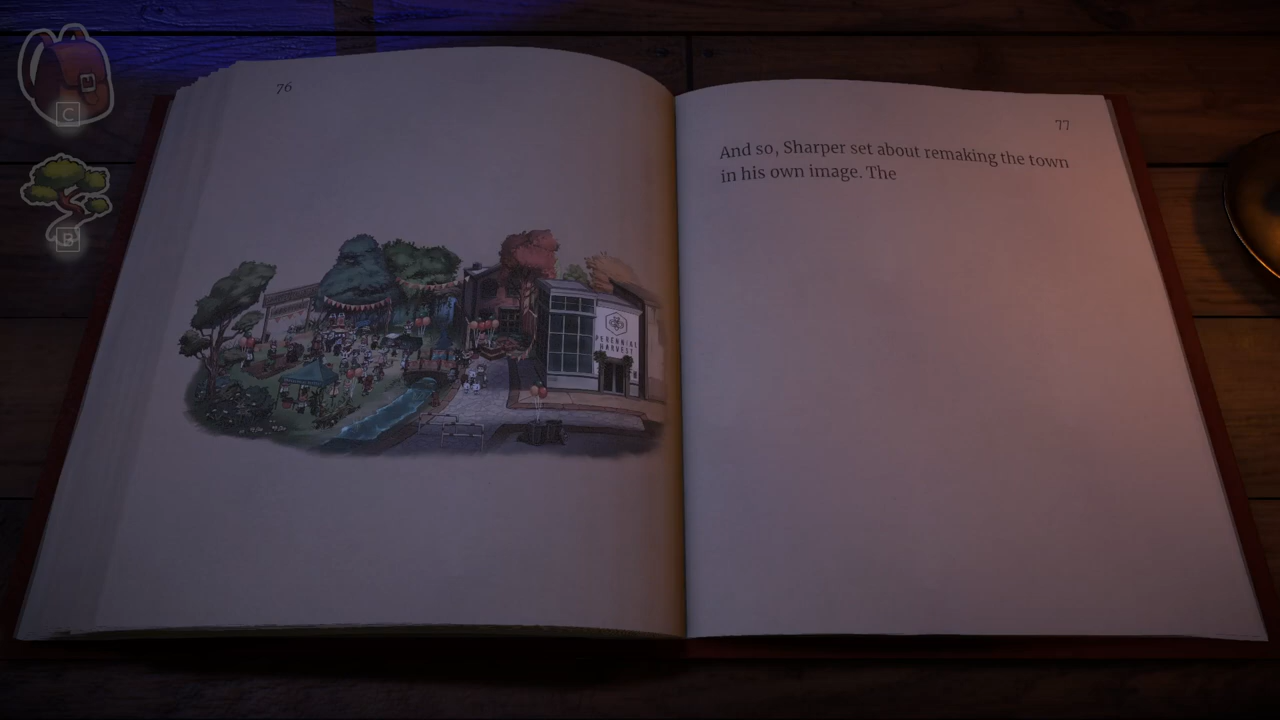 C
B
76
PERENNIAL
HARVEST
77
And so, Sharper set about remaking the town
in his own image. The